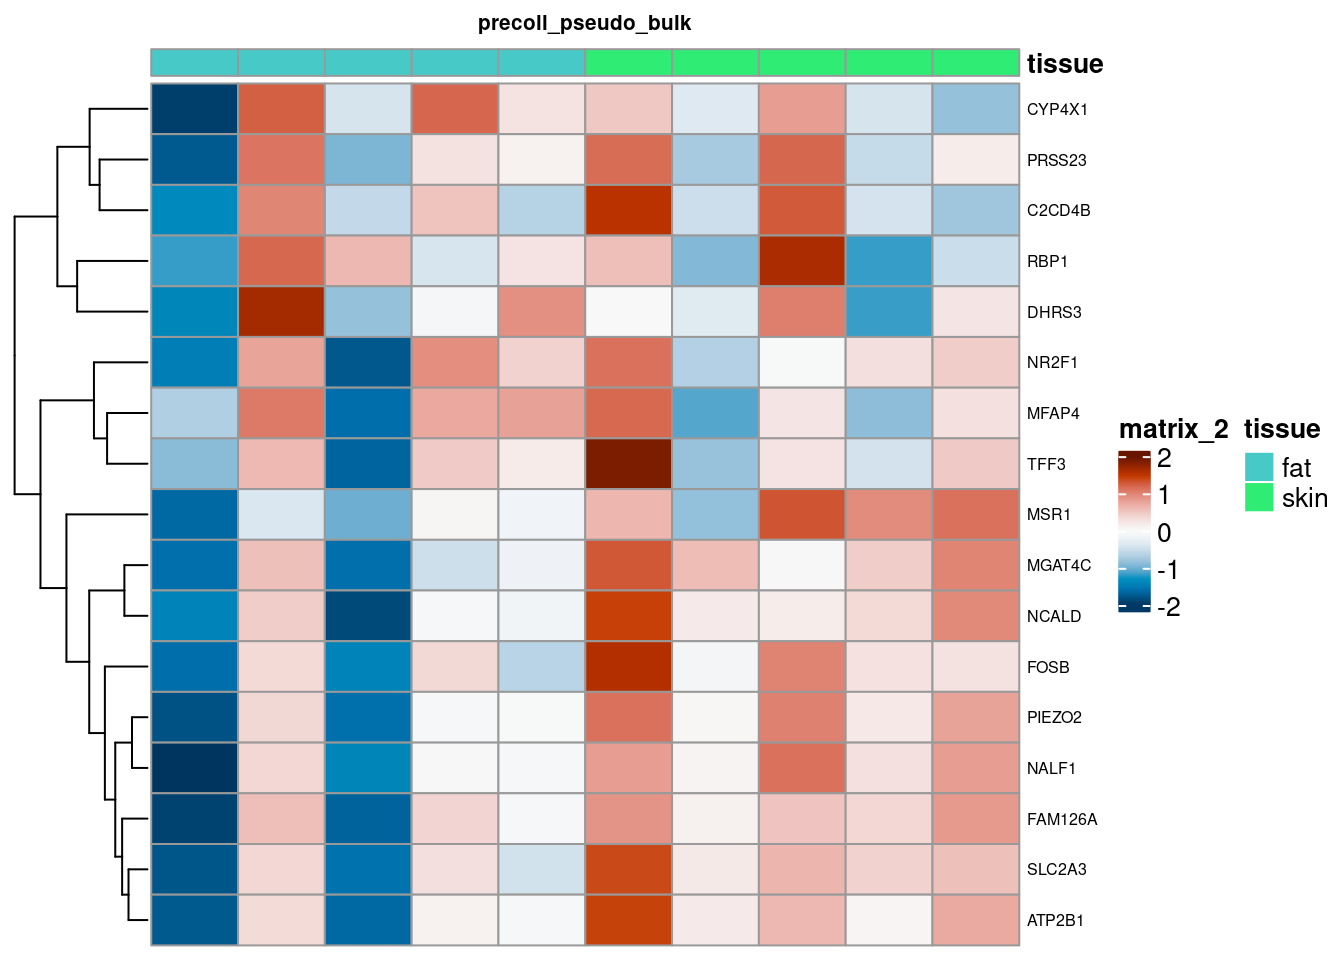 precoll_pseudo_bulk
tissue
CYP4X1
PRSS23
C2CD4B
RBP1
DHRS3
NR2F1
MFAP4
TFF3
MSR1
MGAT4C
NCALD
FOSB
PIEZO2
NALF1
FAM126A
SLC2A3
ATP2B1
matrix_2
2
1
0
-1
-2
tissue
fat
skin